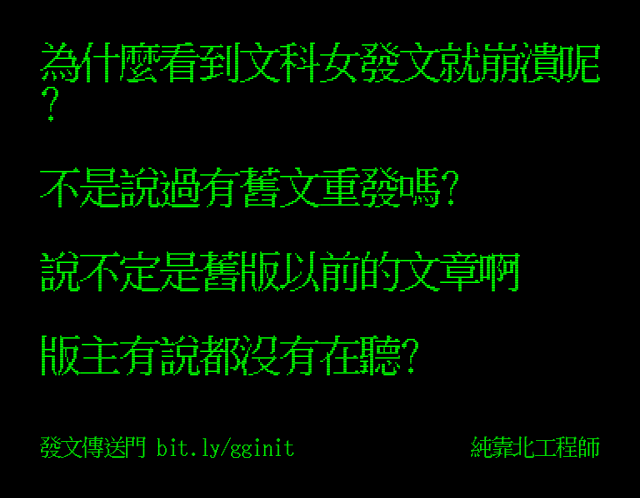 為什麼看到文科女發文就崩潰呢
?
不是說過有舊文重發嗎?
說不定是舊版以前的文章啊
版主有說都沒有在聽?
發文傳送門 bit.ly/gginit
純靠北工程師